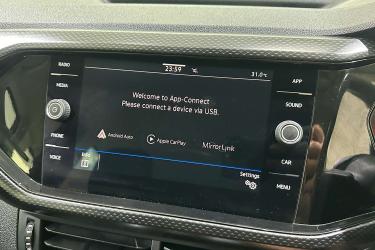 RADIO
MEDIA
PHONE
VOICE
23:59
31.0℃
Welcome to App-Connect
Please connect a device via USB.
Android Auto
Apple CarPlay
MirrorLink
Info
Settings
APP
SOUND
CAR
MENU